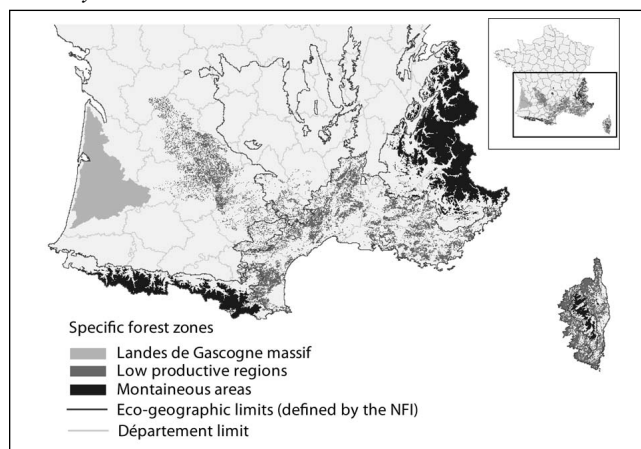 Specific forest zones
Landes de Gascogne massif
Low productive regions
Montaineous areas
Eco-geographic limits (defined by the NFI)
Département limit